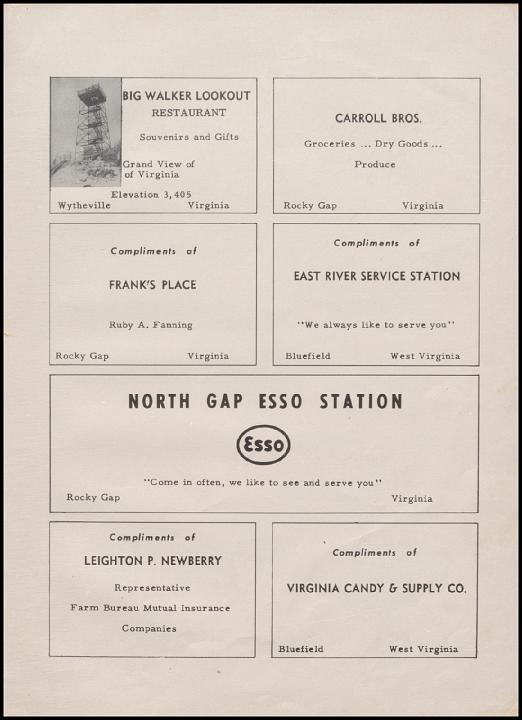 BIG WALKER LOOKOUT
RESTAURANT
Souvenirs and Gifts
Grand View of
of Virginia
Elevation 3,405
Wytheville Virginia
CARROLL BROS.
Groceries ... Dry Goods ...
Produce
Rocky Gap Virginia
Compliments of
FRANK'S PLACE
Ruby A. Fanning
Rocky Gap Virginia
Compliments of
EAST RIVER SERVICE STATION
"We always like to serve you"
Bluefield West Virginia
NORTH GAP ESSO STATION
Esso
"Come in often, we like to see and serve you"
Rocky Gap Virginia
Compliments of
LEIGHTON P. NEWBERRY
Representative
Farm Bureau Mutual Insurance
Companies
Compliments of
VIRGINIA CANDY & SUPPLY CO.
Bluefield West Virginia